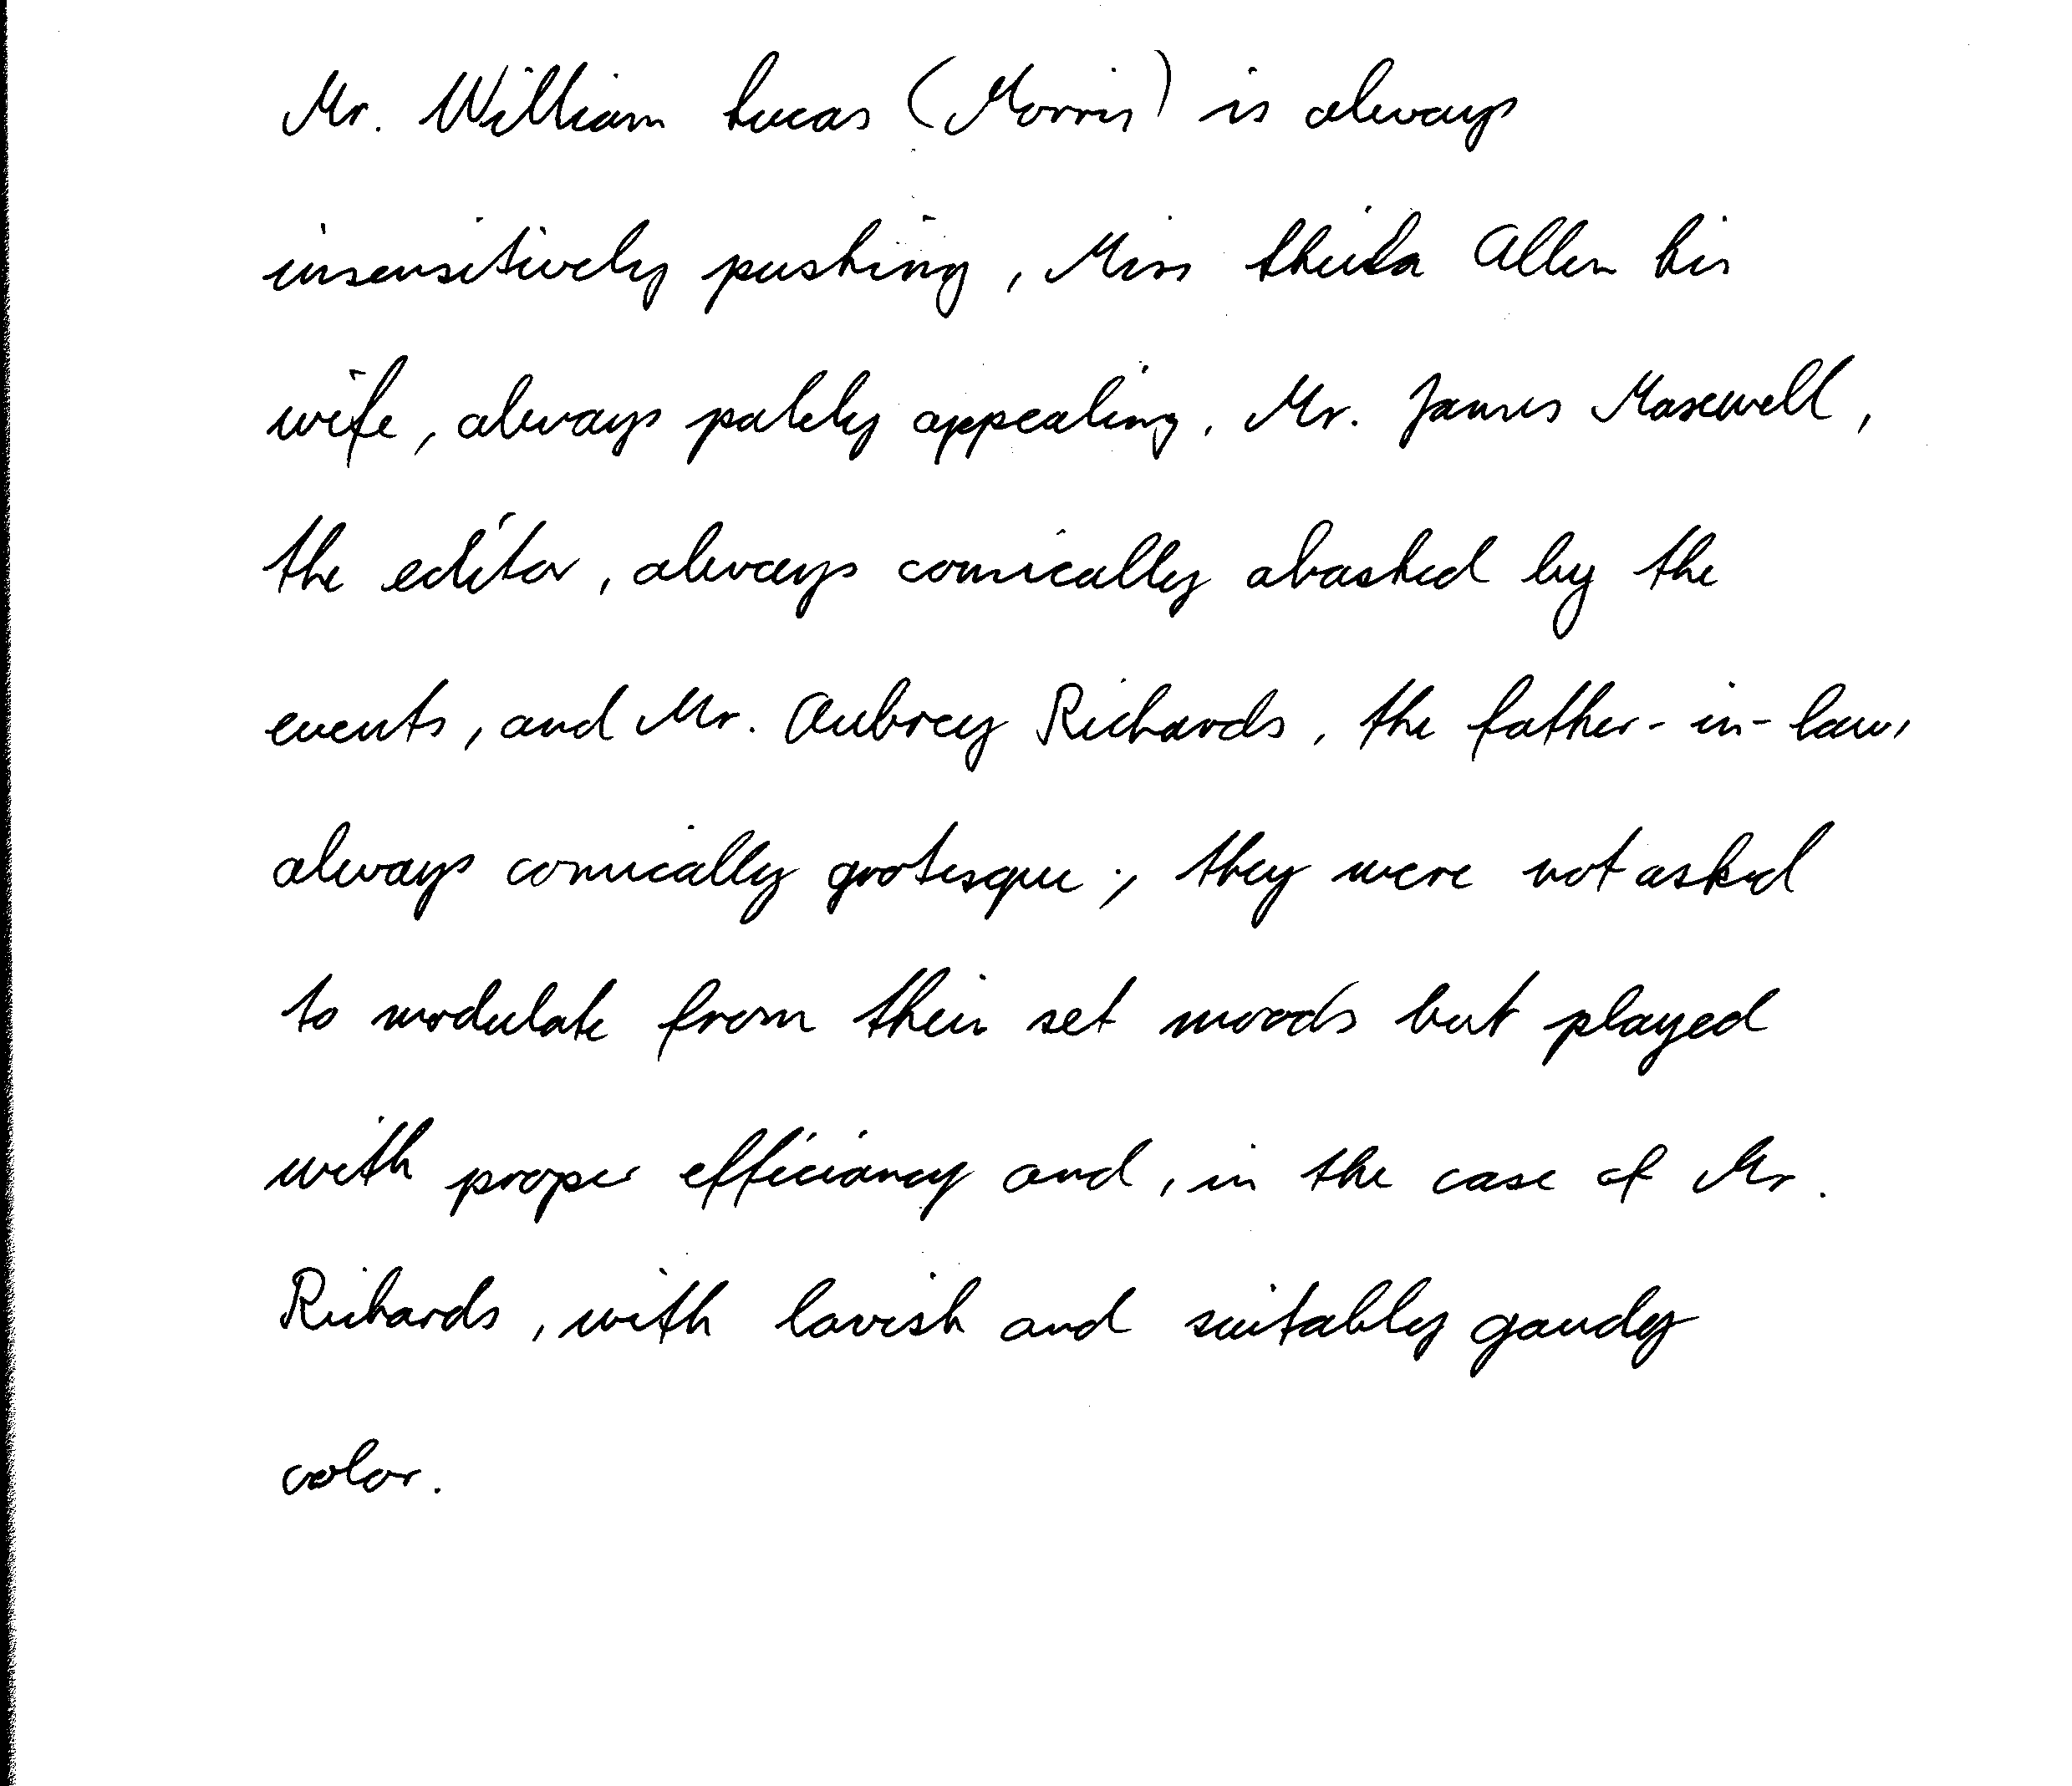 Mr. William Lucas (Morris) is always
insensitively pushing, Miss Sheila Allen his
wife, always palely appealing, Mr. James Maxwell,
the editor, always comically abashed by the
events, and Mr. Aubrey Richards, the father-in-law,
always comically grotesque; they were not asked
to modulate from their set moods but played
with proper efficiency and, in the case of Mr.
Richards, with lavish and suitably gaudy
color.